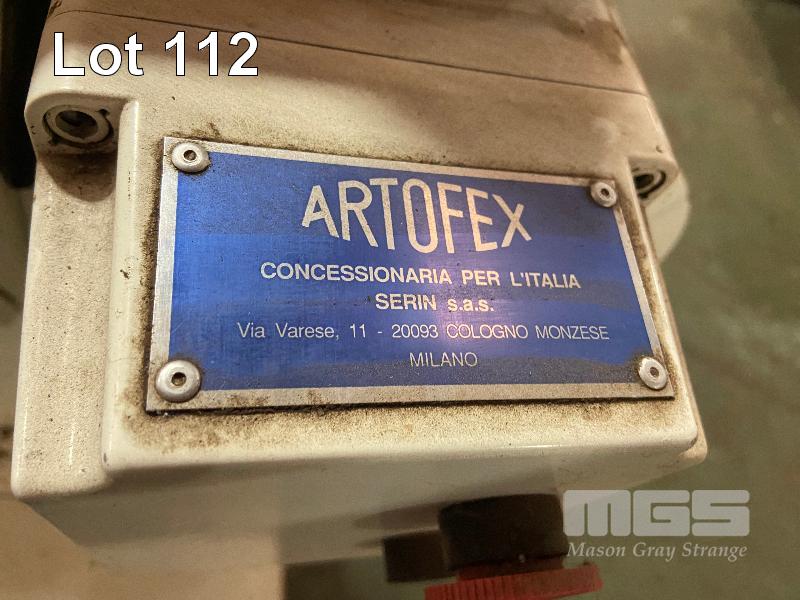 Lot 112
ARTOFEX
CONCESSIONARIA PER L'ITALIA
SERIN s.a.s.
Via Varese, 11 - 20093 COLOGNO MONZESE
MILANO
MGS
Mason Gray Strange